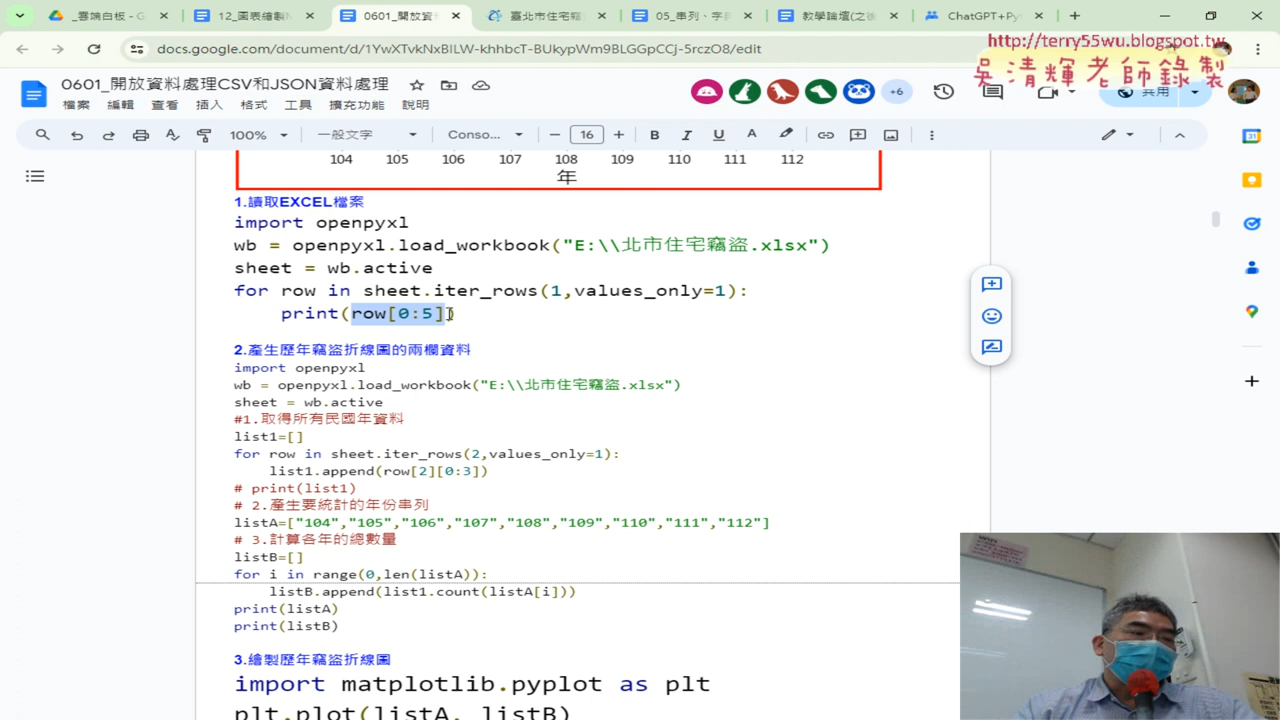 _雲端白板 - G
12_圖表繪製
0601_開放資
臺北市住宅竊
05_串列、字
教學論壇(之後
ChatGPT+Py
docs.google.com/document/d/1YwXTvkNxBlLW-khhbcT-BUkypWm9BLGGpCCj-5rczO8/edit
http://terry55wu.blogspot.tw
吳清輝老師錄製
0601_開放資料處理CSV和JSON資料處理
檔案 編輯 查看 插入 格式 工具 擴充功能 說明
+6
共用
100% 一般文字 Conso... 16 B I U A
104 105 106 107 108 109 110 111 112
年
1.讀取EXCEL檔案
import openpyxl
wb = openpyxl.load_workbook("E:\\北市住宅竊盜.xlsx")
sheet = wb.active
for row in sheet.iter_rows(1,values_only=1):
print(row[0:5])
2.產生歷年竊盜折線圖的兩欄資料
import openpyxl
wb = openpyxl.load_workbook("E:\\北市住宅竊盜.xlsx")
sheet = wb.active
#1.取得所有民國年資料
list1=[]
for row in sheet.iter_rows(2,values_only=1):
list1.append(row[2][0:3])
# print(list1)
# 2.產生要統計的年份串列
listA=["104","105","106","107","108","109","110","111","112"]
# 3.計算各年的總數量
listB=[]
for i in range(0,len(listA)):
listB.append(list1.count(listA[i]))
print(listA)
print(listB)
3.繪製歷年竊盜折線圖
import matplotlib.pyplot as plt
plt.plot(listA, listB)